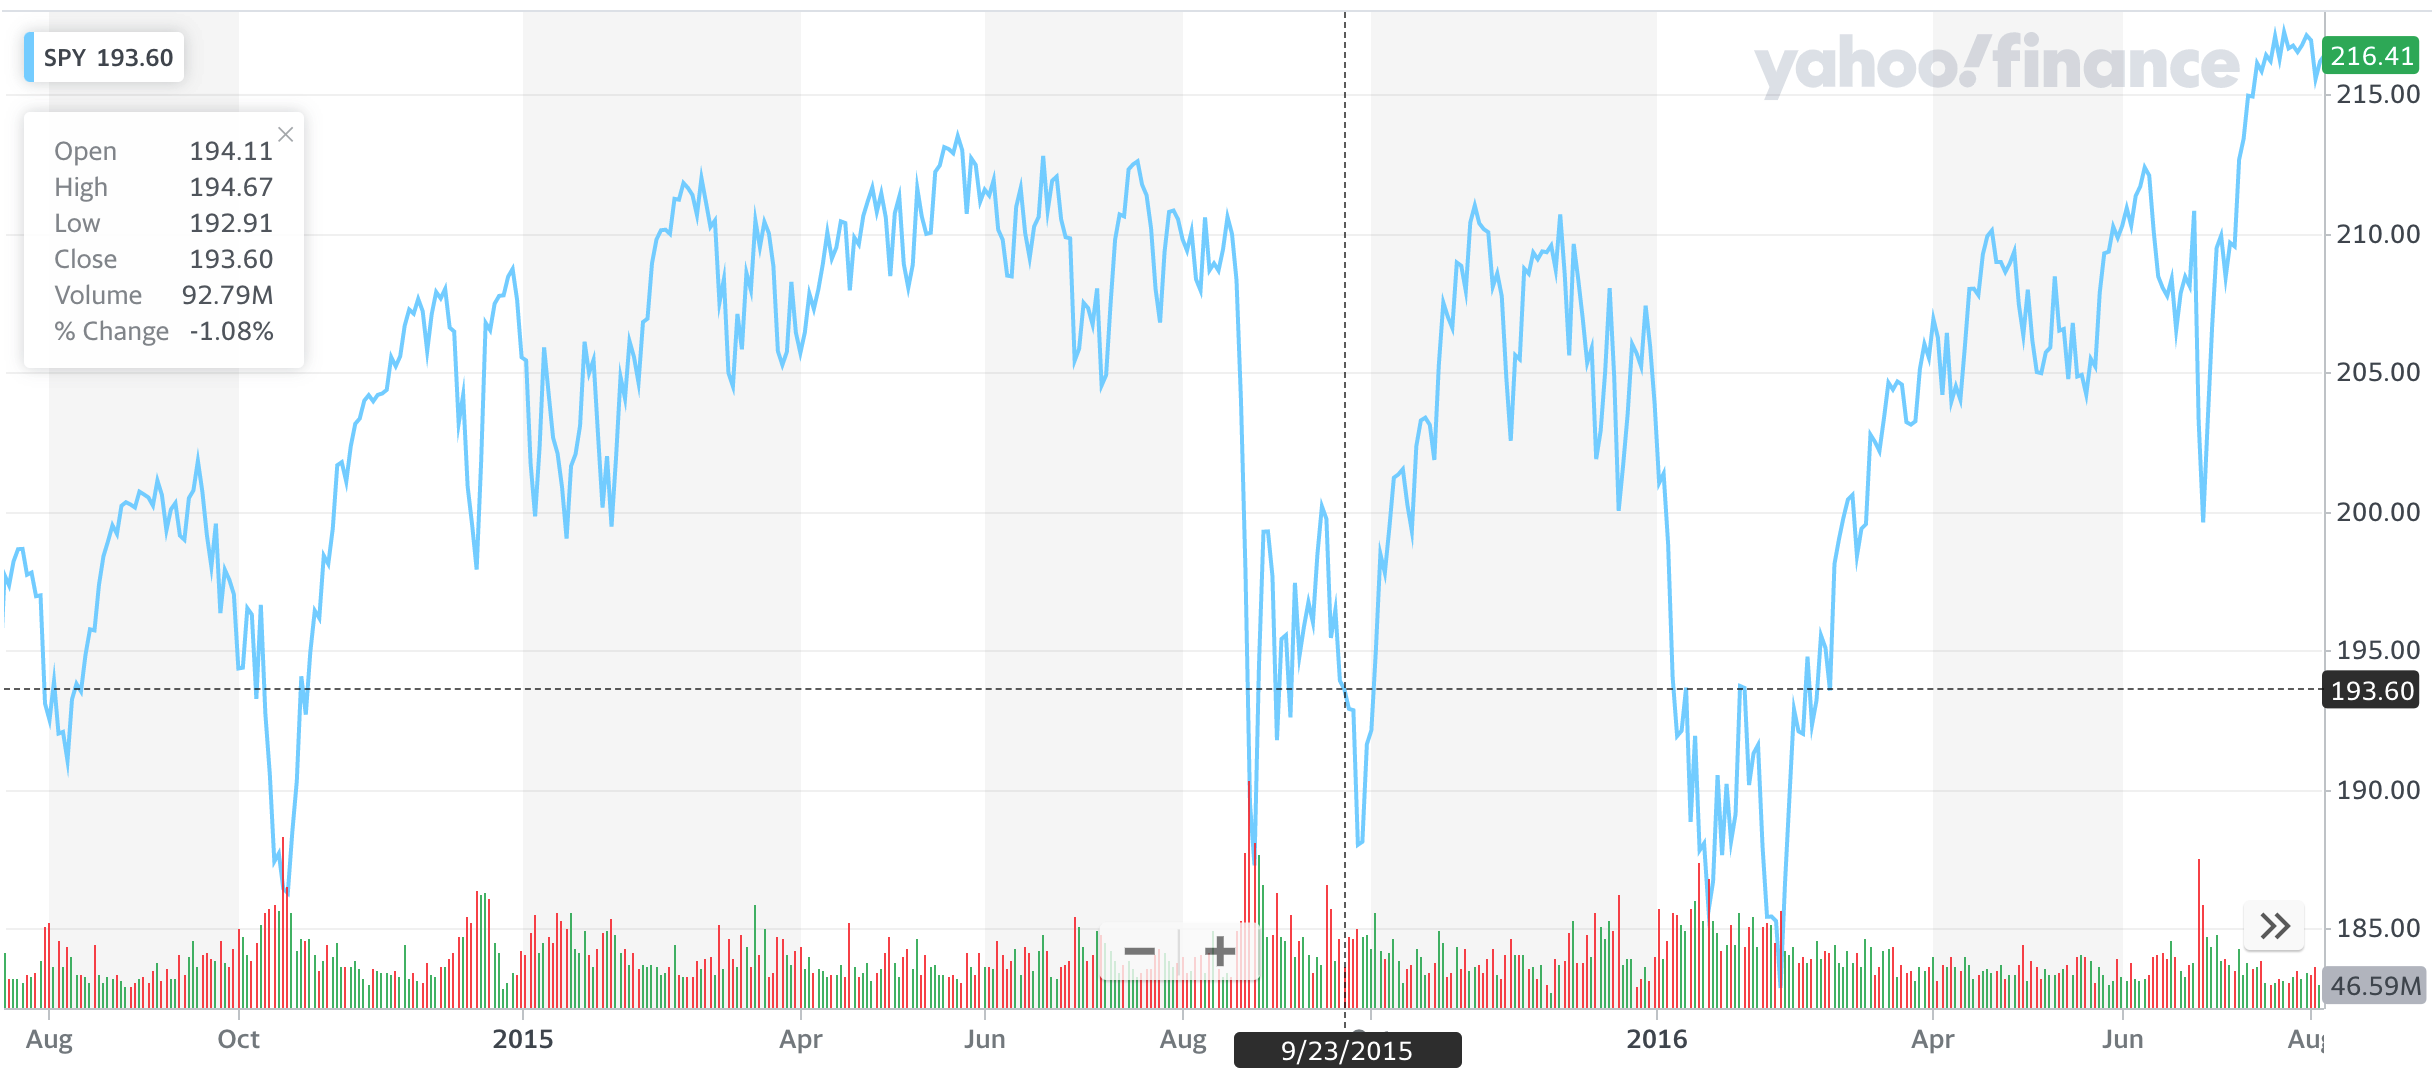 SPY 193.60
yahoo!finance
216.41
215.00
Open 194.11
High 194.67
Low 192.91
Close 193.60
Volume 92.79M
% Change -1.08%
210.00
205.00
200.00
195.00
193.60
190.00
185.00
46.59M
Aug Oct 2015 Apr Jun Aug 9/23/2015 2016 Apr Jun Aug